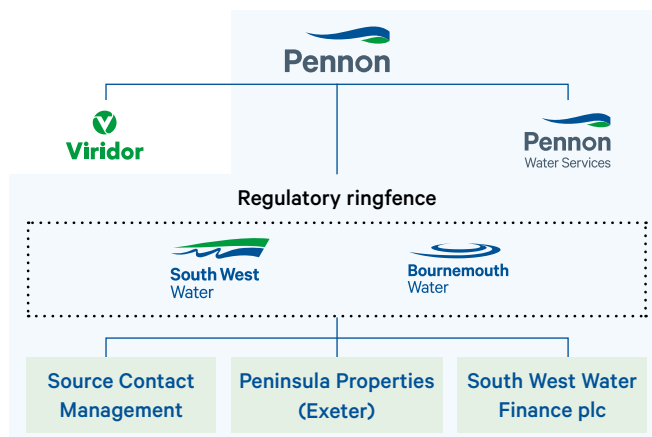 Pennon
Viridor
Pennon
Water Services
Regulatory ringfence
South West
Water
Bournemouth
Water
Source Contact
Management
Peninsula Properties
(Exeter)
South West Water
Finance plc